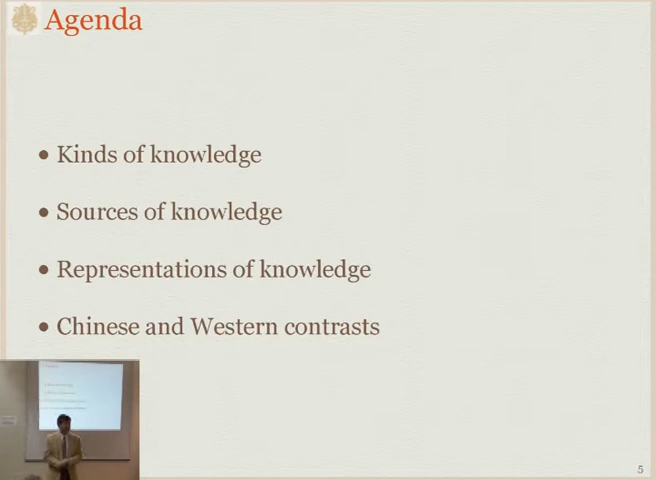 Agenda
• Kinds of knowledge
• Sources of knowledge
• Representations of knowledge
• Chinese and Western contrasts
5